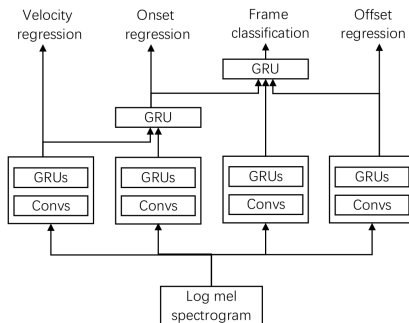 Velocity regression
Onset regression
Frame classification
Offset regression
GRU
GRU
GRUs
GRUs
GRUs
GRUs
Convs
Convs
Convs
Convs
Log mel
spectrogram